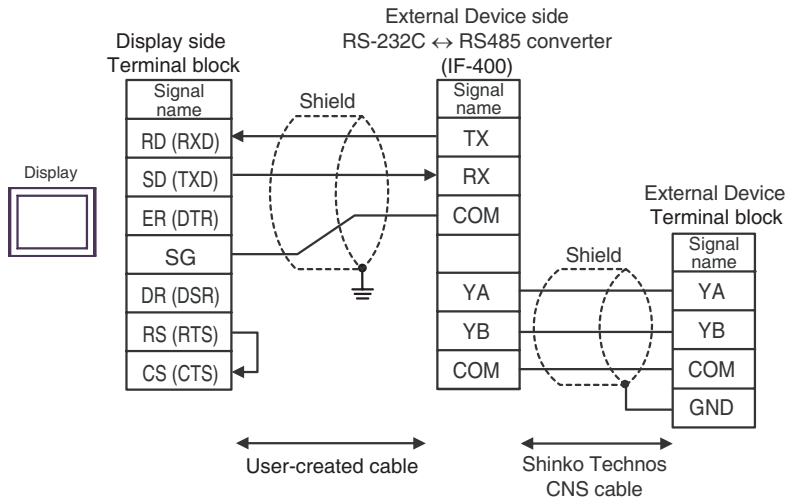 External Device side
RS-232C ↔ RS485 converter
(IF-400)
Display side
Terminal block
Signal
name
RD (RXD)
SD (TXD)
ER (DTR)
SG
DR (DSR)
RS (RTS)
CS (CTS)
Display
Shield
Signal
name
TX
RX
COM
YA
YB
COM
External Device
Terminal block
Shield
Signal
name
YA
YB
COM
GND
User-created cable
Shinko Technos
CNS cable